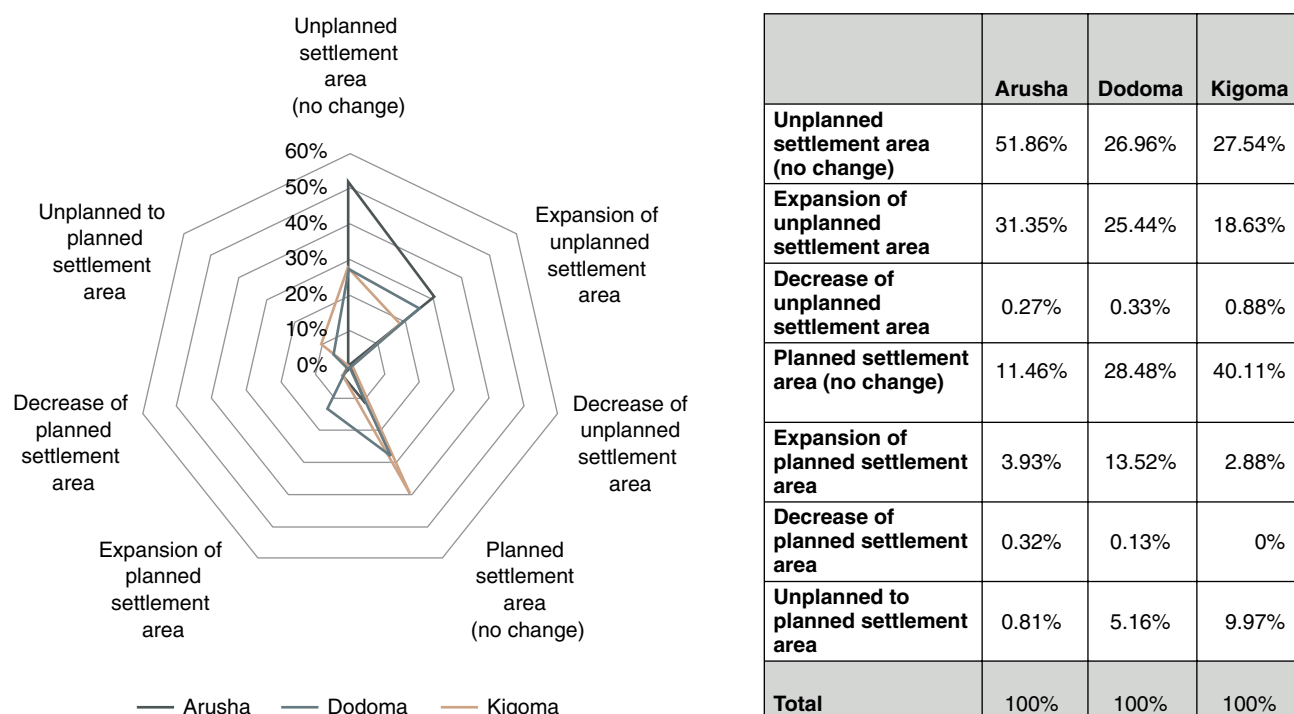 Unplanned
settlement
area
(no change)
60%
50%
40%
30%
20%
10%
0%
Expansion of
unplanned
settlement
area
Decrease of
unplanned
settlement
area
Planned
settlement
area
(no change)
Expansion of
planned
settlement
area
Decrease of
planned
settlement
area
Unplanned to
planned
settlement
area
Arusha Dodoma Kigoma
Arusha Dodoma Kigoma
Unplanned
settlement area
(no change)
51.86% 26.96% 27.54%
Expansion of
unplanned
settlement area
31.35% 25.44% 18.63%
Decrease of
unplanned
settlement area
0.27% 0.33% 0.88%
Planned settlement
area (no change)
11.46% 28.48% 40.11%
Expansion of
planned settlement
area
3.93% 13.52% 2.88%
Decrease of
planned settlement
area
0.32% 0.13% 0%
Unplanned to
planned settlement
area
0.81% 5.16% 9.97%
Total 100% 100% 100%